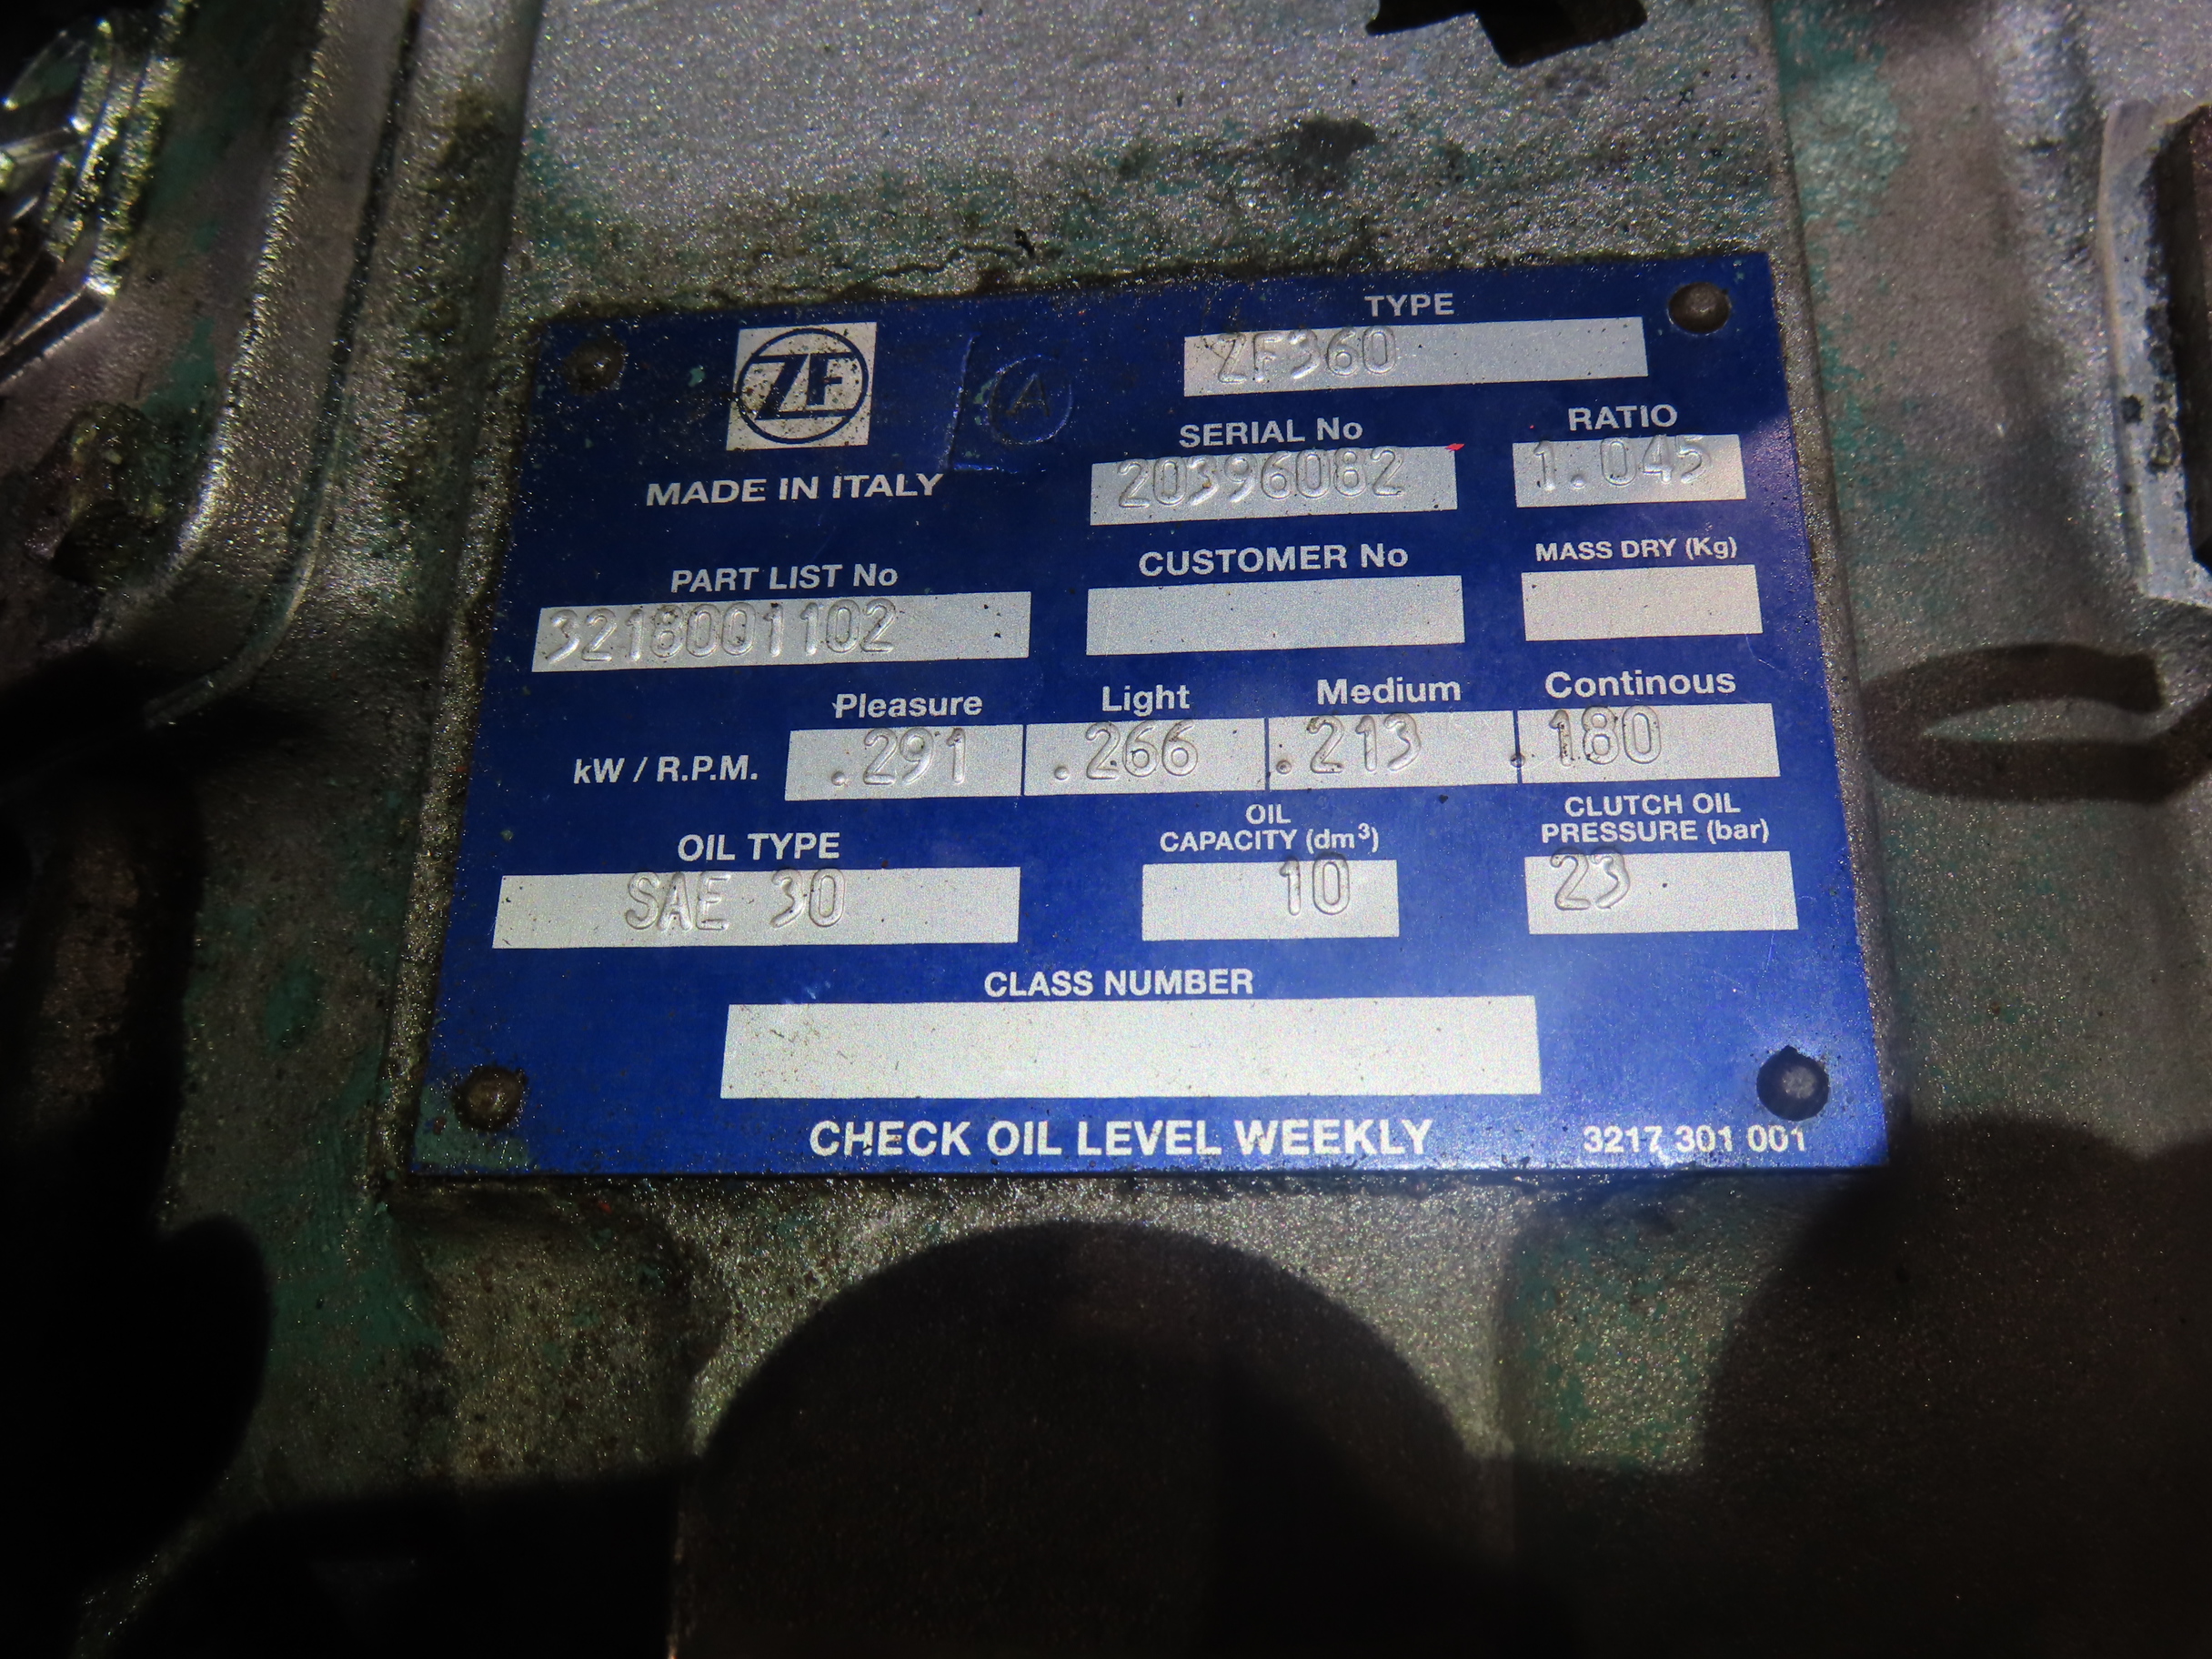 ZF
A
TYPE
ZF360
MADE IN ITALY
SERIAL No
20396082
RATIO
1.045
PART LIST No
3218001102
CUSTOMER No
MASS DRY (Kg)
Pleasure Light Medium Continous
kW / R.P.M. .291 .266 .213 .180
OIL TYPE
SAE 30
OIL
CAPACITY (dm³)
10
CLUTCH OIL
PRESSURE (bar)
23
CLASS NUMBER
CHECK OIL LEVEL WEEKLY
3217 301 001